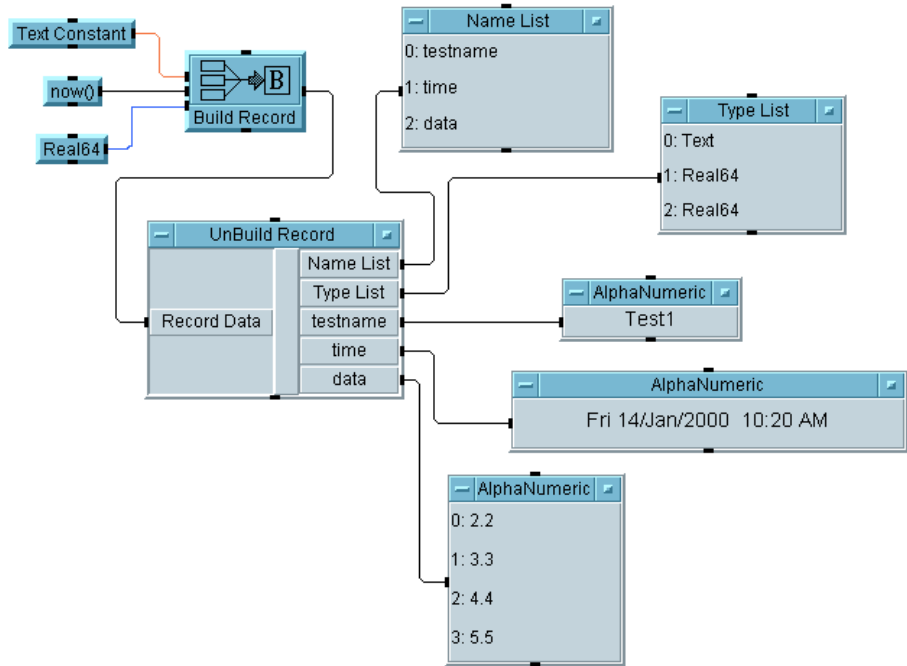 Text Constant
now()
Real64
B
Build Record
Name List
0: testname
1: time
2: data
Type List
0: Text
1: Real64
2: Real64
UnBuild Record
Record Data
Name List
Type List
testname
time
data
AlphaNumeric
Test1
AlphaNumeric
Fri 14/Jan/2000 10:20 AM
AlphaNumeric
0: 2.2
1: 3.3
2: 4.4
3: 5.5